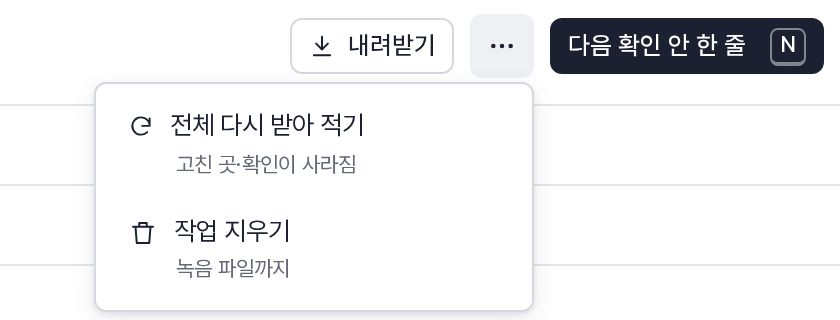 내려받기
···
다음 확인 안 한 줄 N
전체 다시 받아 적기
고친 곳·확인이 사라짐
작업 지우기
녹음 파일까지